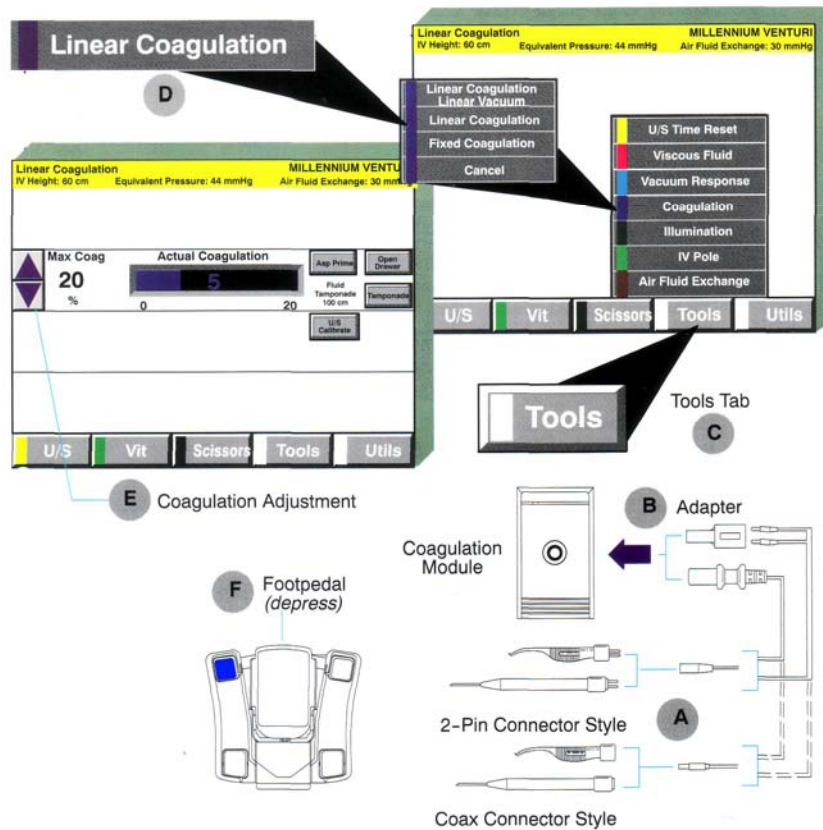 Linear Coagulation
D
Linear Coagulation
MILLENNIUM VENTURI
IV Height: 60 cm
Equivalent Pressure: 44 mmHg
Air Fluid Exchange: 30 mmHg
Linear Coagulation
Linear Vacuum
Linear Coagulation
Fixed Coagulation
Cancel
U/S Time Reset
Viscous Fluid
Vacuum Response
Coagulation
Illumination
IV Pole
Air Fluid Exchange
U/S
Vit
Scissors
Tools
Utils
Linear Coagulation
MILLENNIUM VENTU
IV Height: 60 cm
Equivalent Pressure: 44 mmHg
Air Fluid Exchange: 30 mm
Max Coag
20
%
Actual Coagulation
5
0
20
Asp Prime
Open
Drawer
Fluid
Tamponade
100 cm
Tamponade
U/S
Calibrate
U/S
Vit
Scissors
Tools
Utils
Tools
Tools Tab
C
E Coagulation Adjustment
B Adapter
Coagulation
Module
F Footpedal
(depress)
2-Pin Connector Style
A
Coax Connector Style